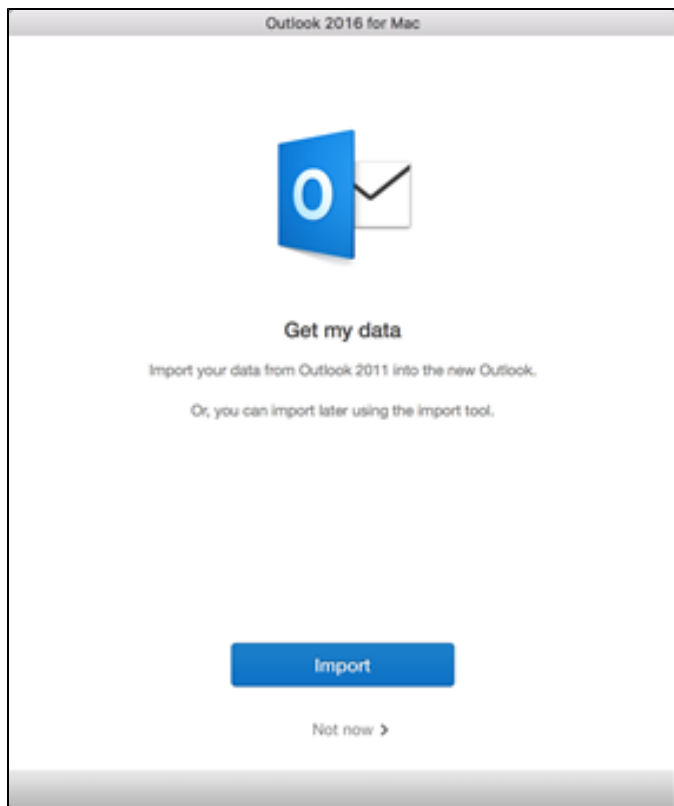 Outlook 2016 for Mac
O
Get my data
Import your data from Outlook 2011 into the new Outlook.
Or, you can import later using the import tool.
Import
Not now >